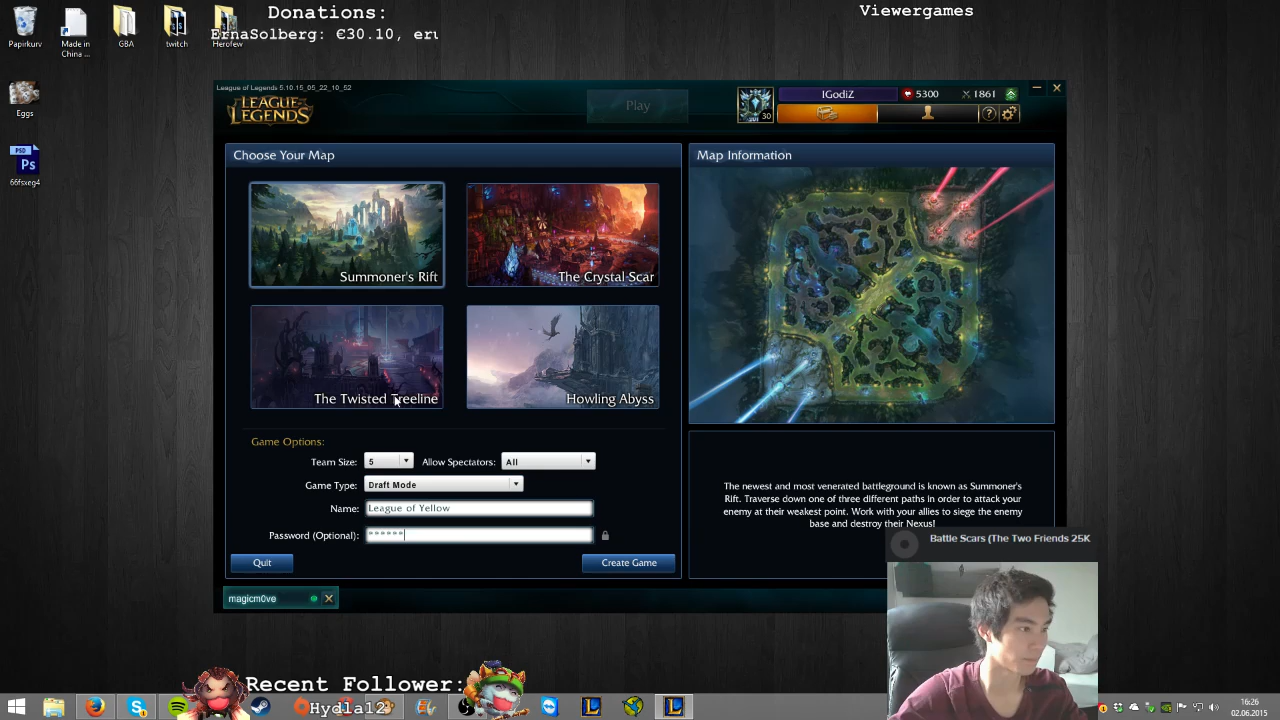 Donations:
ErnaSolberg: €30.10, eru
Viewergames
Papirkurv
Made in
China ...
GBA
twitch
Herofew
Eggs
PSD
Ps
66fsxeg4
League of Legends 5.10.15_05_22_10_52
LEAGUE OF
LEGENDS
Play
30
IGodiZ
5300
1861
?
Choose Your Map
Summoner's Rift
The Crystal Scar
The Twisted Treeline
Howling Abyss
Game Options:
Team Size:
5
Allow Spectators:
All
Game Type:
Draft Mode
Name:
League of Yellow
Password (Optional):
******
Quit
Create Game
Map Information
The newest and most venerated battleground is known as Summoner's
Rift. Traverse down one of three different paths in order to attack your
enemy at their weakest point. Work with your allies to siege the enemy
base and destroy their Nexus!
magicm0ve
Battle Scars (The Two Friends 25K
Recent Follower:
Hydla12
16:26
02.06.2015